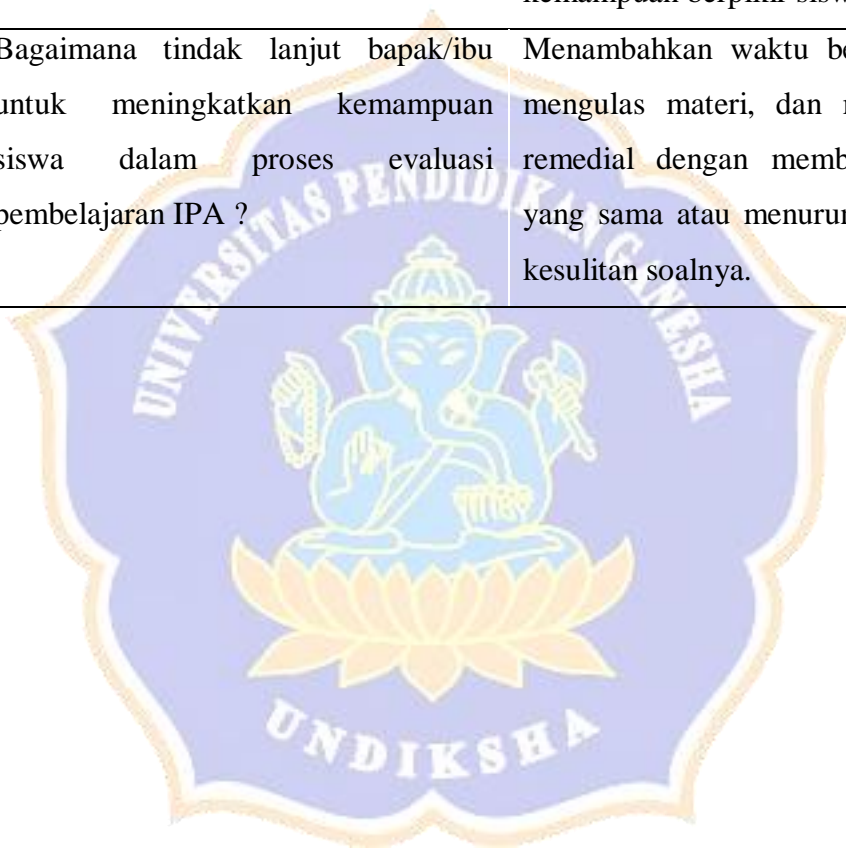 kemampuan berpikir sisw
Bagaimana tindak lanjut bapak/ibu
untuk meningkatkan kemampuan
siswa dalam proses evaluasi
pembelajaran IPA ?
Menambahkan waktu be
mengulas materi, dan
remedial dengan memb
yang sama atau menurun
kesulitan soalnya.
UNIVERSITAS PENDIDIKAN GANESHA
UNDIKSHA